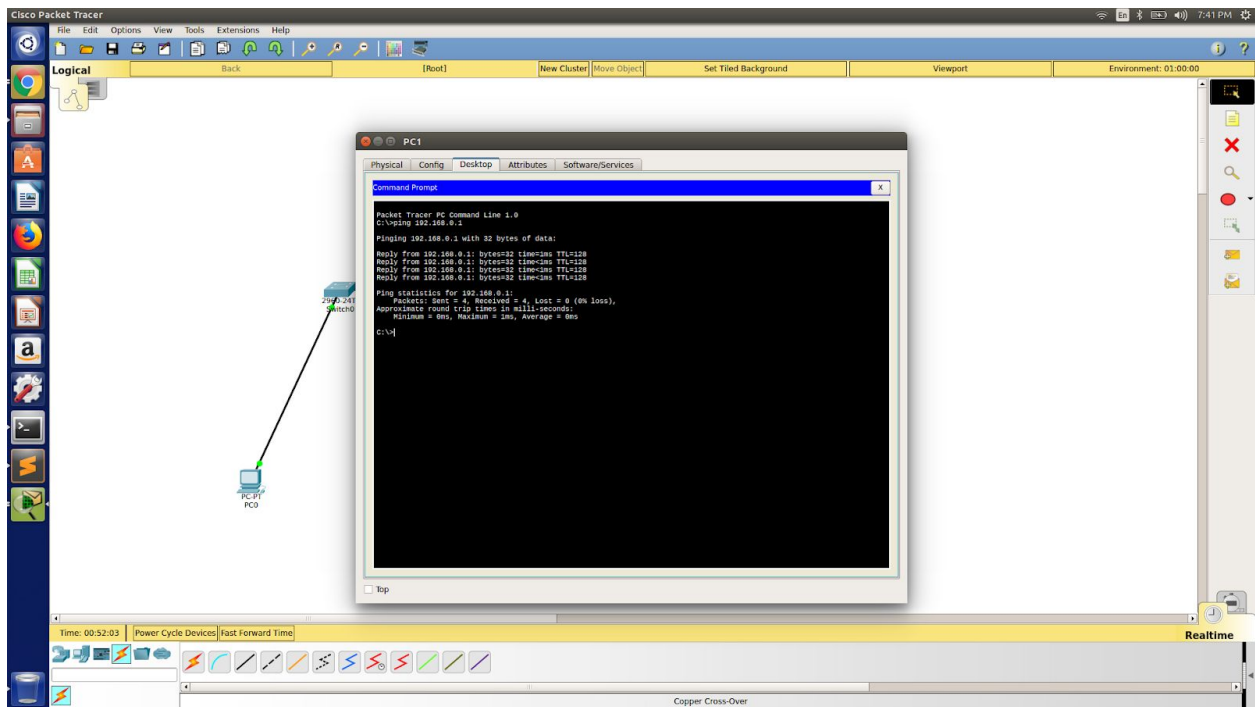 Cisco Packet Tracer
En 7:41 PM
File Edit Options View Tools Extensions Help
Logical Back [Root] New Cluster Move Object Set Tiled Background Viewport Environment: 01:00:00
PC1
Physical Config Desktop Attributes Software/Services
Command Prompt X
Packet Tracer PC Command Line 1.0
C:\>ping 192.168.0.1
Pinging 192.168.0.1 with 32 bytes of data:
Reply from 192.168.0.1: bytes=32 time=1ms TTL=128
Reply from 192.168.0.1: bytes=32 time<1ms TTL=128
Reply from 192.168.0.1: bytes=32 time<1ms TTL=128
Reply from 192.168.0.1: bytes=32 time<1ms TTL=128
Ping statistics for 192.168.0.1:
Packets: Sent = 4, Received = 4, Lost = 0 (0% loss),
Approximate round trip times in milli-seconds:
Minimum = 0ms, Maximum = 1ms, Average = 0ms
C:\>
2960-24T
Switch0
PC-PT
PC0
Top
Time: 00:52:03 Power Cycle Devices Fast Forward Time Realtime
Copper Cross-Over